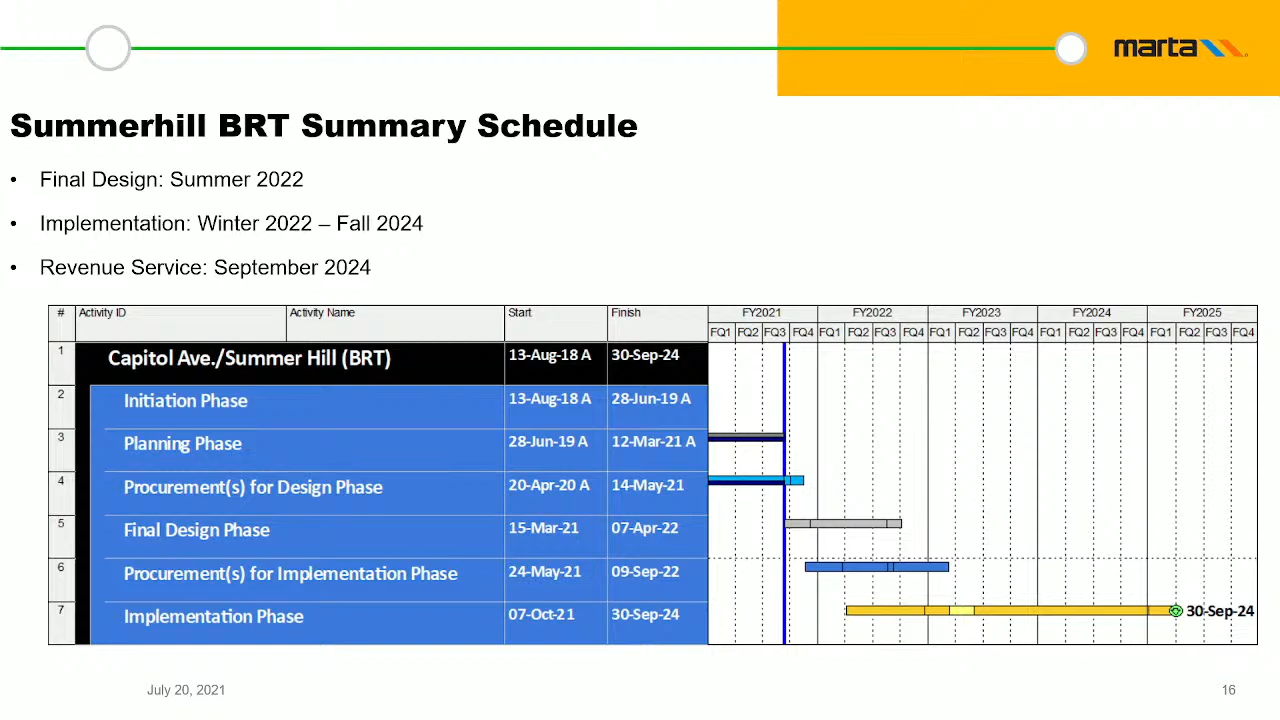 marta
Summerhill BRT Summary Schedule
• Final Design: Summer 2022
• Implementation: Winter 2022 – Fall 2024
• Revenue Service: September 2024
# Activity ID Activity Name Start Finish FY2021 FY2022 FY2023 FY2024 FY2025
FQ1 FQ2 FQ3 FQ4 FQ1 FQ2 FQ3 FQ4 FQ1 FQ2 FQ3 FQ4 FQ1 FQ2 FQ3 FQ4 FQ1 FQ2 FQ3 FQ4
1 Capitol Ave./Summer Hill (BRT) 13-Aug-18 A 30-Sep-24
2 Initiation Phase 13-Aug-18 A 28-Jun-19 A
3 Planning Phase 28-Jun-19 A 12-Mar-21 A
4 Procurement(s) for Design Phase 20-Apr-20 A 14-May-21
5 Final Design Phase 15-Mar-21 07-Apr-22
6 Procurement(s) for Implementation Phase 24-May-21 09-Sep-22
7 Implementation Phase 07-Oct-21 30-Sep-24 30-Sep-24
July 20, 2021 16